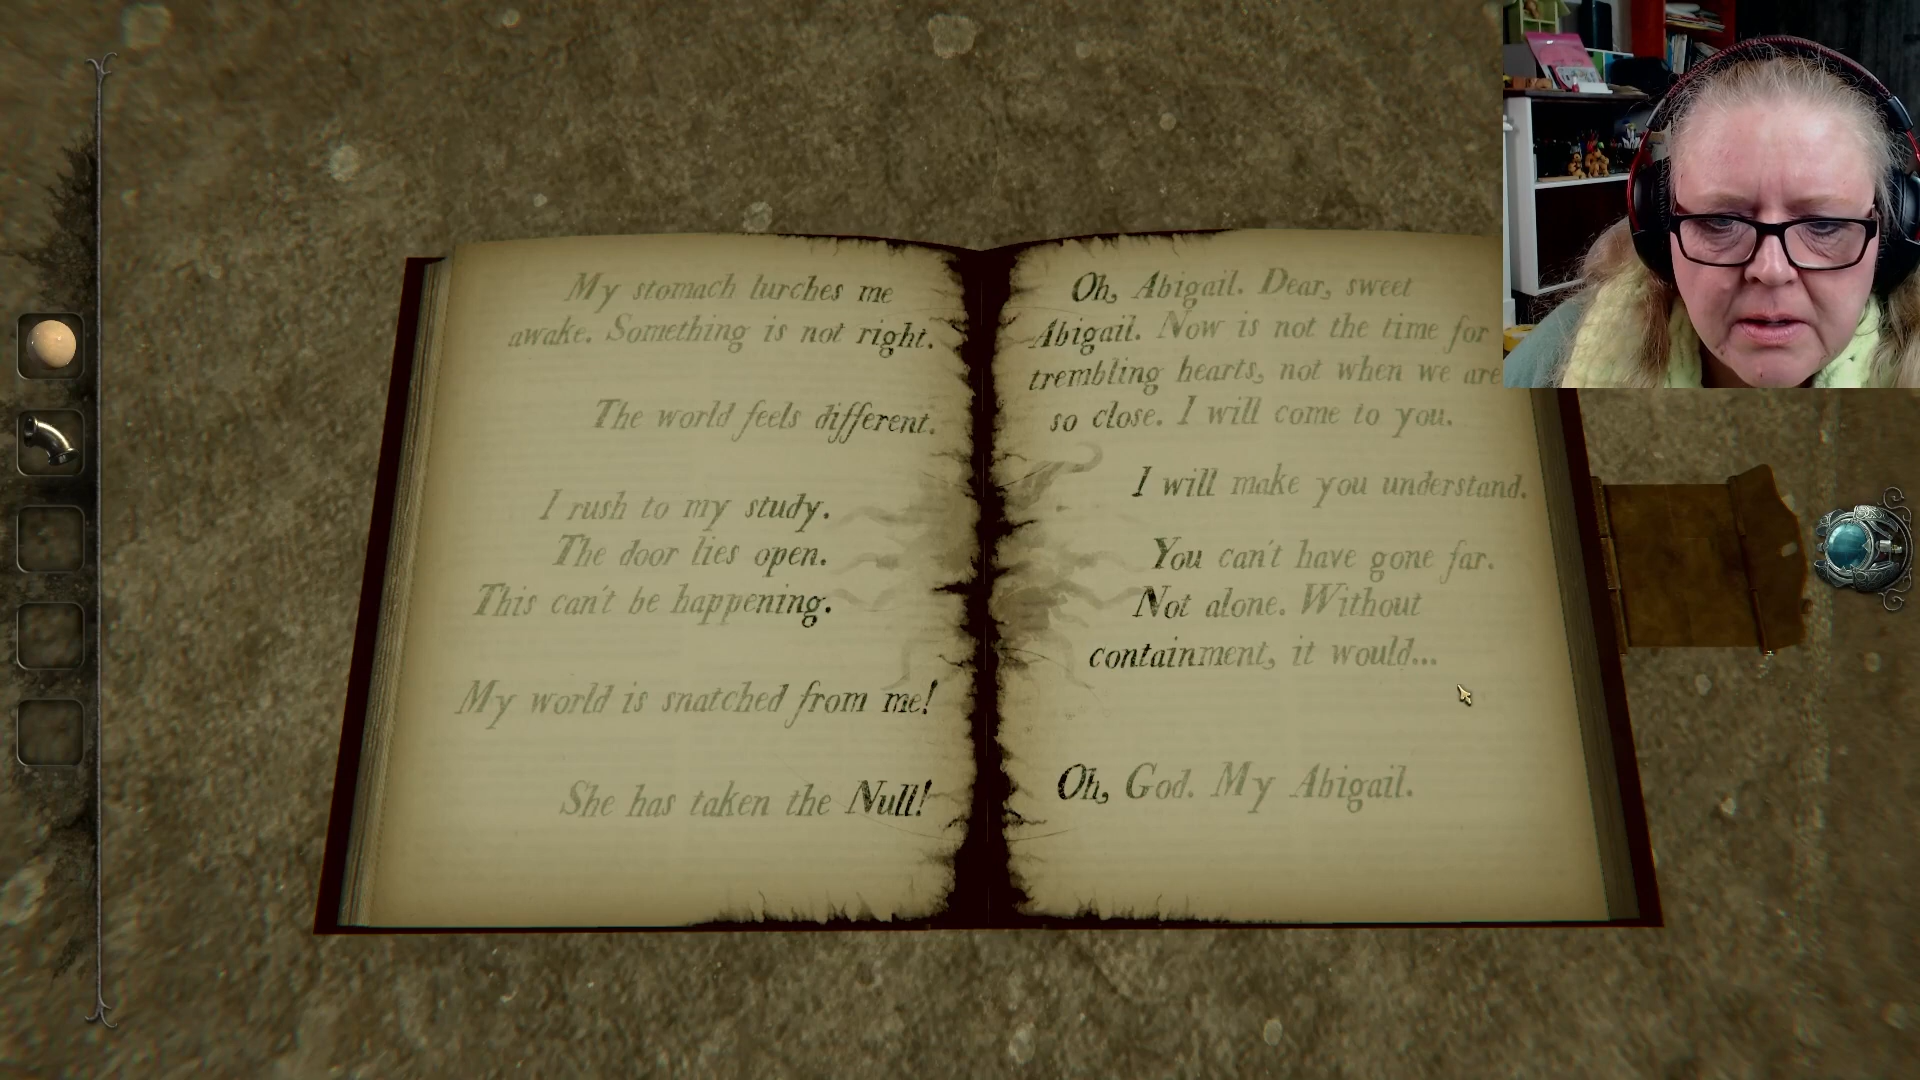 My stomach lurches me
awake. Something is not right.
The world feels different.
I rush to my study.
The door lies open.
This can't be happening.
My world is snatched from me!
She has taken the Null!
Oh, Abigail. Dear, sweet
Abigail. Now is not the time for
trembling hearts, not when we are
so close. I will come to you.
I will make you understand.
You can't have gone far.
Not alone. Without
containment, it would...
Oh, God. My Abigail.